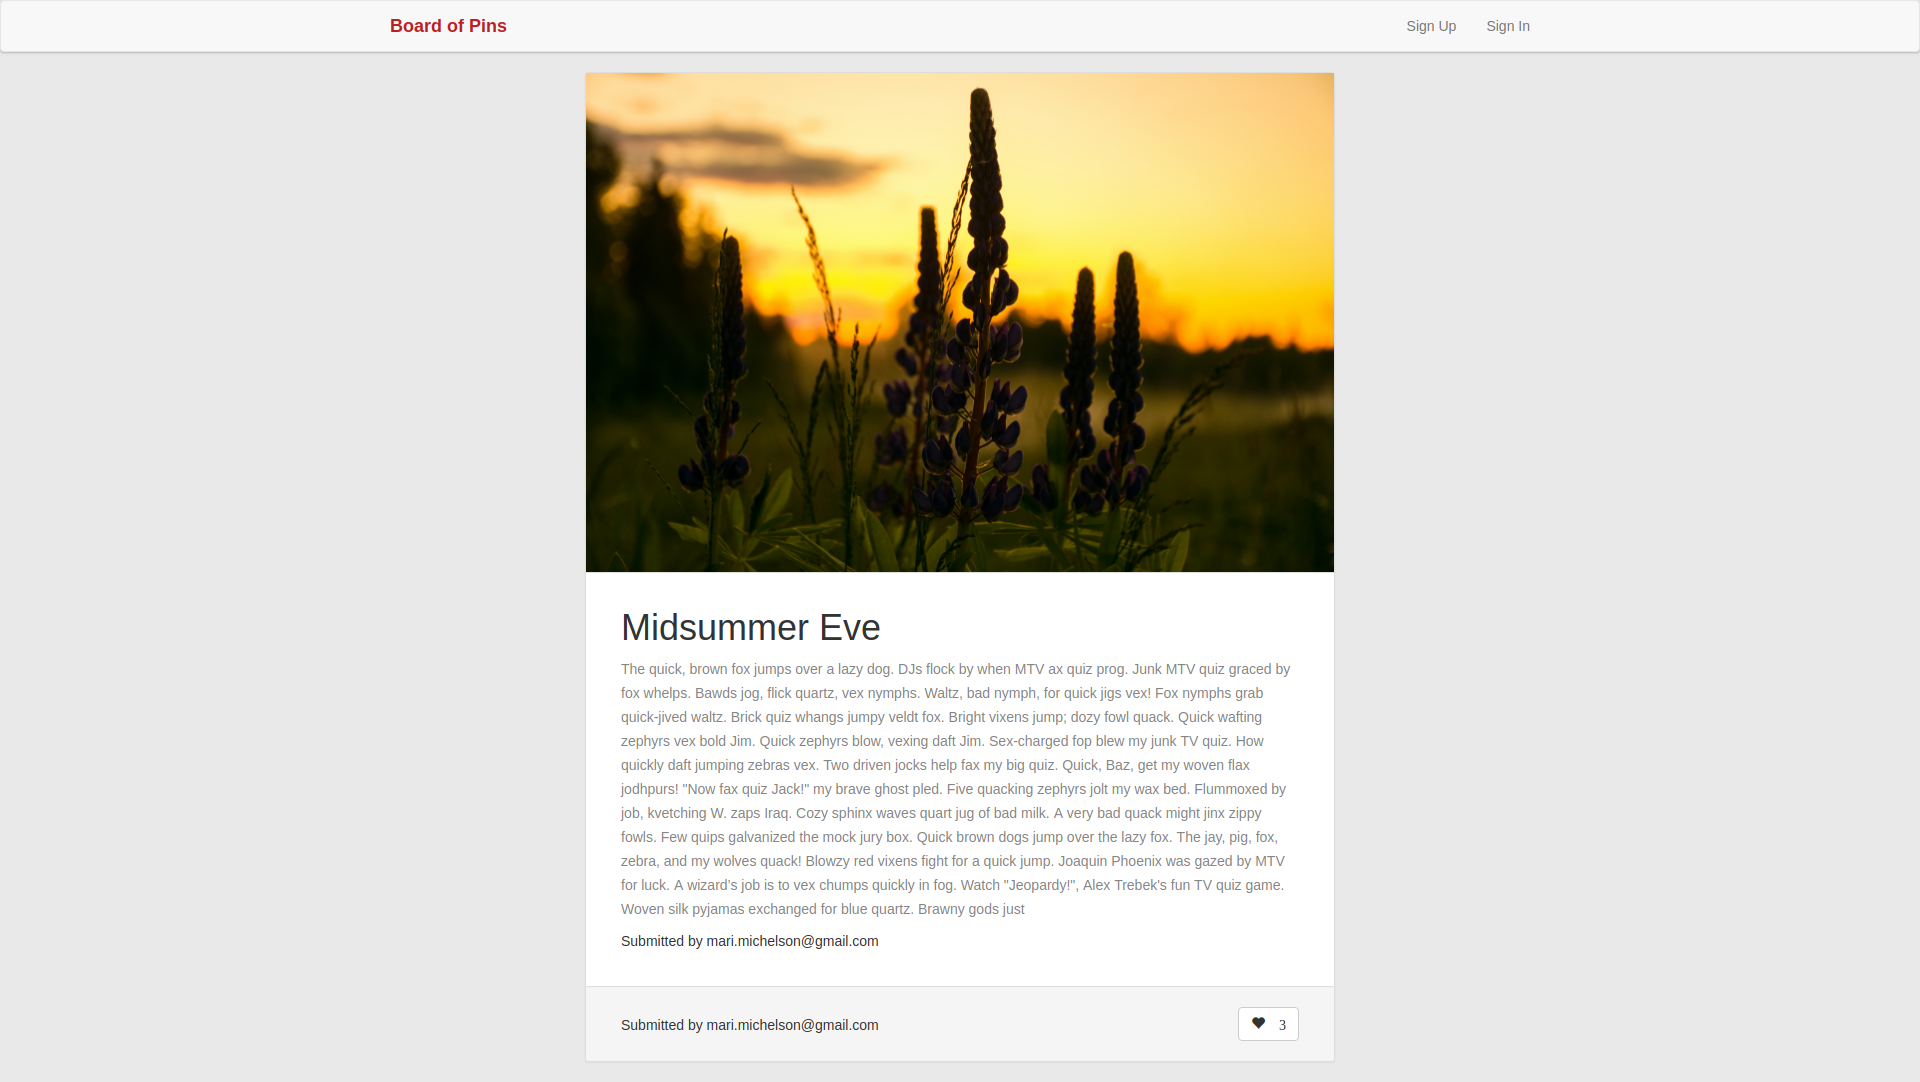 Board of Pins
Sign Up
Sign In
Midsummer Eve
The quick, brown fox jumps over a lazy dog. DJs flock by when MTV ax quiz prog. Junk MTV quiz graced by
fox whelps. Bawds jog, flick quartz, vex nymphs. Waltz, bad nymph, for quick jigs vex! Fox nymphs grab
quick-jived waltz. Brick quiz whangs jumpy veldt fox. Bright vixens jump; dozy fowl quack. Quick wafting
zephyrs vex bold Jim. Quick zephyrs blow, vexing daft Jim. Sex-charged fop blew my junk TV quiz. How
quickly daft jumping zebras vex. Two driven jocks help fax my big quiz. Quick, Baz, get my woven flax
jodhpurs! "Now fax quiz Jack!" my brave ghost pled. Five quacking zephyrs jolt my wax bed. Flummoxed by
job, kvetching W. zaps Iraq. Cozy sphinx waves quart jug of bad milk. A very bad quack might jinx zippy
fowls. Few quips galvanized the mock jury box. Quick brown dogs jump over the lazy fox. The jay, pig, fox,
zebra, and my wolves quack! Blowzy red vixens fight for a quick jump. Joaquin Phoenix was gazed by MTV
for luck. A wizard’s job is to vex chumps quickly in fog. Watch "Jeopardy!", Alex Trebek's fun TV quiz game.
Woven silk pyjamas exchanged for blue quartz. Brawny gods just
Submitted by mari.michelson@gmail.com
Submitted by mari.michelson@gmail.com
3